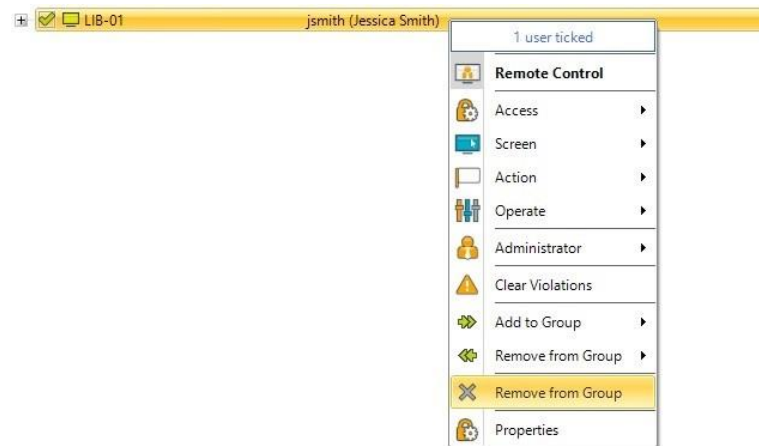 LIB-01 jsmith (Jessica Smith)
1 user ticked
Remote Control
Access
Screen
Action
Operate
Administrator
Clear Violations
Add to Group
Remove from Group
Remove from Group
Properties